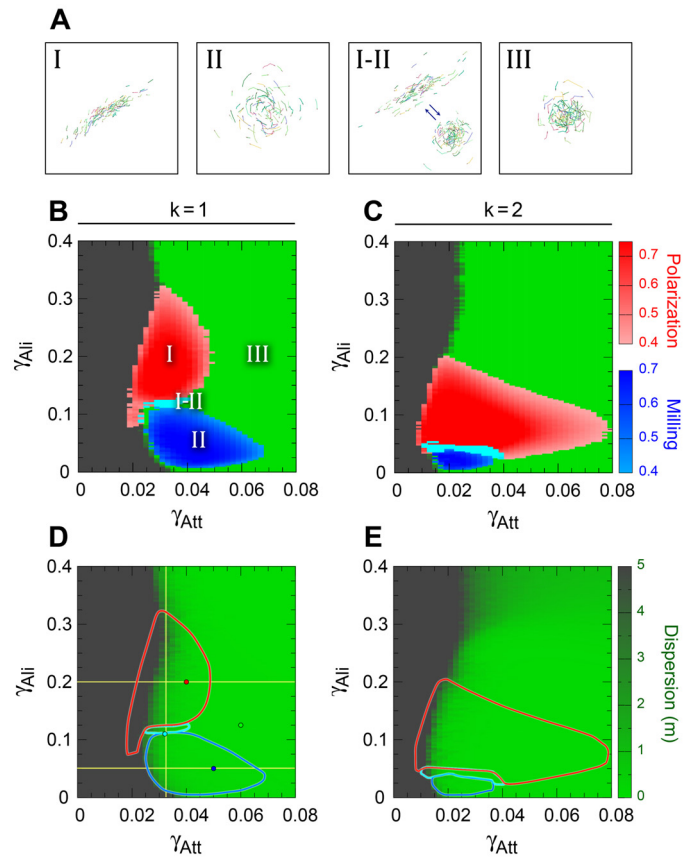 A
I II I-II III
k = 1 k = 2
B C
0.4 0.4
0.3 0.3
0.2 0.2
0.1 0.1
0 0
γAli
I III
I-II
II
0 0.02 0.04 0.06 0.08 0 0.02 0.04 0.06 0.08
γAtt γAtt
0.7
0.6
0.5
0.4
Polarization
0.7
0.6
0.5
0.4
Milling
D E
0.4 0.4
0.3 0.3
0.2 0.2
0.1 0.1
0 0
γAli
0 0.02 0.04 0.06 0.08 0 0.02 0.04 0.06 0.08
γAtt γAtt
5
4
3
2
1
0
Dispersion (m)